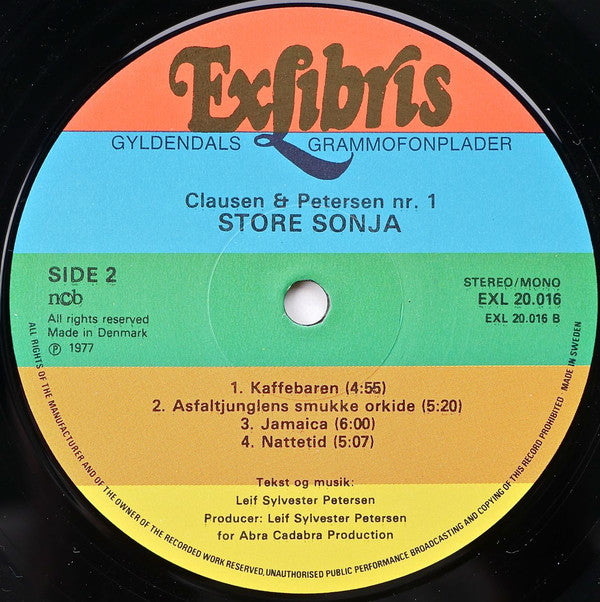 Exlibris
GYLDENDALS GRAMMOFONPLADER
Clausen & Petersen nr. 1
STORE SONJA
SIDE 2
ncb
All rights reserved
Made in Denmark
℗ 1977
STEREO/MONO
EXL 20.016
EXL 20.016 B
1. Kaffebaren (4:55)
2. Asfaltjunglens smukke orkide (5:20)
3. Jamaica (6:00)
4. Nattetid (5:07)
Tekst og musik:
Leif Sylvester Petersen
Producer: Leif Sylvester Petersen
for Abra Cadabra Production
ALL RIGHTS OF THE MANUFACTURER AND OF THE OWNER OF THE RECORDED WORK RESERVED, UNAUTHORISED PUBLIC PERFORMANCE BROADCASTING AND COPYING OF THIS RECORD PROHIBITED · MADE IN SWEDEN